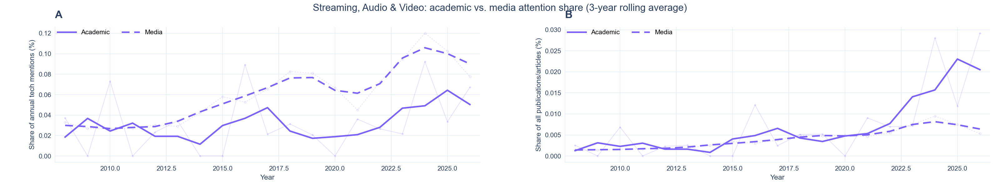 Streaming, Audio & Video: academic vs. media attention share (3-year rolling average)
A
Academic
Media
Share of annual tech mentions (%)
0.12
0.10
0.08
0.06
0.04
0.02
0.00
2010.0
2012.5
2015.0
2017.5
2020.0
2022.5
2025.0
Year
B
Academic
Media
Share of all publications/articles (%)
0.030
0.025
0.020
0.015
0.010
0.005
0.000
2010.0
2012.5
2015.0
2017.5
2020.0
2022.5
2025.0
Year